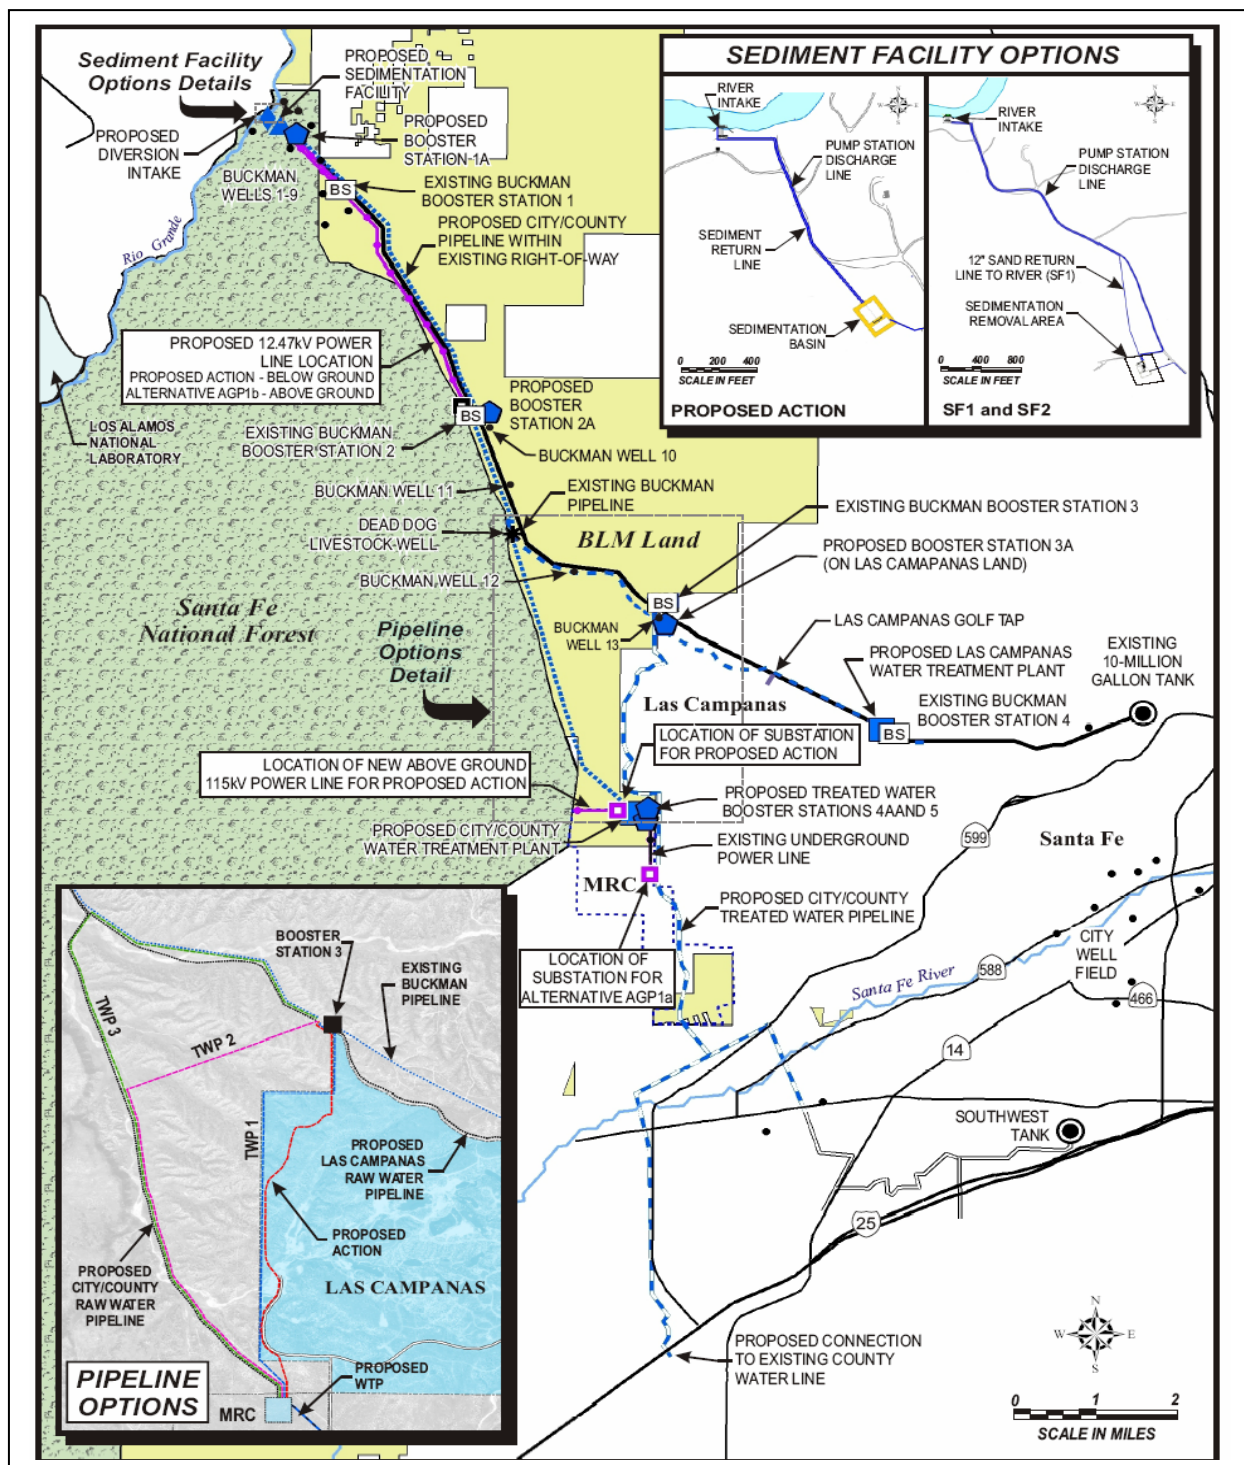 Sediment Facility
Options Details
PROPOSED
SEDIMENTATION
FACILITY
PROPOSED
DIVERSION
INTAKE
PROPOSED
BOOSTER
STATION 1A
BUCKMAN
WELLS 1-9
BS
EXISTING BUCKMAN
BOOSTER STATION 1
PROPOSED CITY/COUNTY
PIPELINE WITHIN
EXISTING RIGHT-OF-WAY
Rio Grande
PROPOSED 12.47kV POWER
LINE LOCATION
PROPOSED ACTION - BELOW GROUND
ALTERNATIVE AGP1b - ABOVE GROUND
LOS ALAMOS
NATIONAL
LABORATORY
EXISTING BUCKMAN
BOOSTER STATION 2
BS
PROPOSED
BOOSTER
STATION 2A
BUCKMAN WELL 10
BUCKMAN WELL 11
EXISTING BUCKMAN
PIPELINE
DEAD DOG
LIVESTOCK WELL
BLM Land
BUCKMAN WELL 12
Santa Fe
National Forest
Pipeline
Options
Detail
SEDIMENT FACILITY OPTIONS
RIVER
INTAKE
PUMP STATION
DISCHARGE
LINE
SEDIMENT
RETURN
LINE
SEDIMENTATION
BASIN
0 200 400
SCALE IN FEET
PROPOSED ACTION
RIVER
INTAKE
PUMP STATION
DISCHARGE
LINE
12" SAND RETURN
LINE TO RIVER (SF1)
SEDIMENTATION
REMOVAL AREA
0 400 800
SCALE IN FEET
SF1 and SF2
EXISTING BUCKMAN BOOSTER STATION 3
PROPOSED BOOSTER STATION 3A
(ON LAS CAMAPANAS LAND)
BS
BUCKMAN
WELL 13
LAS CAMPANAS GOLF TAP
PROPOSED LAS CAMPANAS
WATER TREATMENT PLANT
EXISTING
10-MILLION
GALLON TANK
EXISTING BUCKMAN
BOOSTER STATION 4
BS
Las Campanas
LOCATION OF SUBSTATION
FOR PROPOSED ACTION
LOCATION OF NEW ABOVE GROUND
115kV POWER LINE FOR PROPOSED ACTION
PROPOSED TREATED WATER
BOOSTER STATIONS 4AAND 5
PROPOSED CITY/COUNTY
WATER TREATMENT PLANT
EXISTING UNDERGROUND
POWER LINE
MRC
PROPOSED CITY/COUNTY
TREATED WATER PIPELINE
LOCATION OF
SUBSTATION FOR
ALTERNATIVE AGP1a
599
Santa Fe
CITY
WELL
FIELD
Santa Fe River
588
466
14
SOUTHWEST
TANK
25
PROPOSED CONNECTION
TO EXISTING COUNTY
WATER LINE
N
W E
S
0 1 2
SCALE IN MILES
BOOSTER
STATION 3
EXISTING
BUCKMAN
PIPELINE
TWP 3
TWP 2
TWP 1
PROPOSED
LAS CAMPANAS
RAW WATER
PIPELINE
PROPOSED
ACTION
PROPOSED
CITY/COUNTY
RAW WATER
PIPELINE
LAS CAMPANAS
PROPOSED
WTP
MRC
PIPELINE
OPTIONS